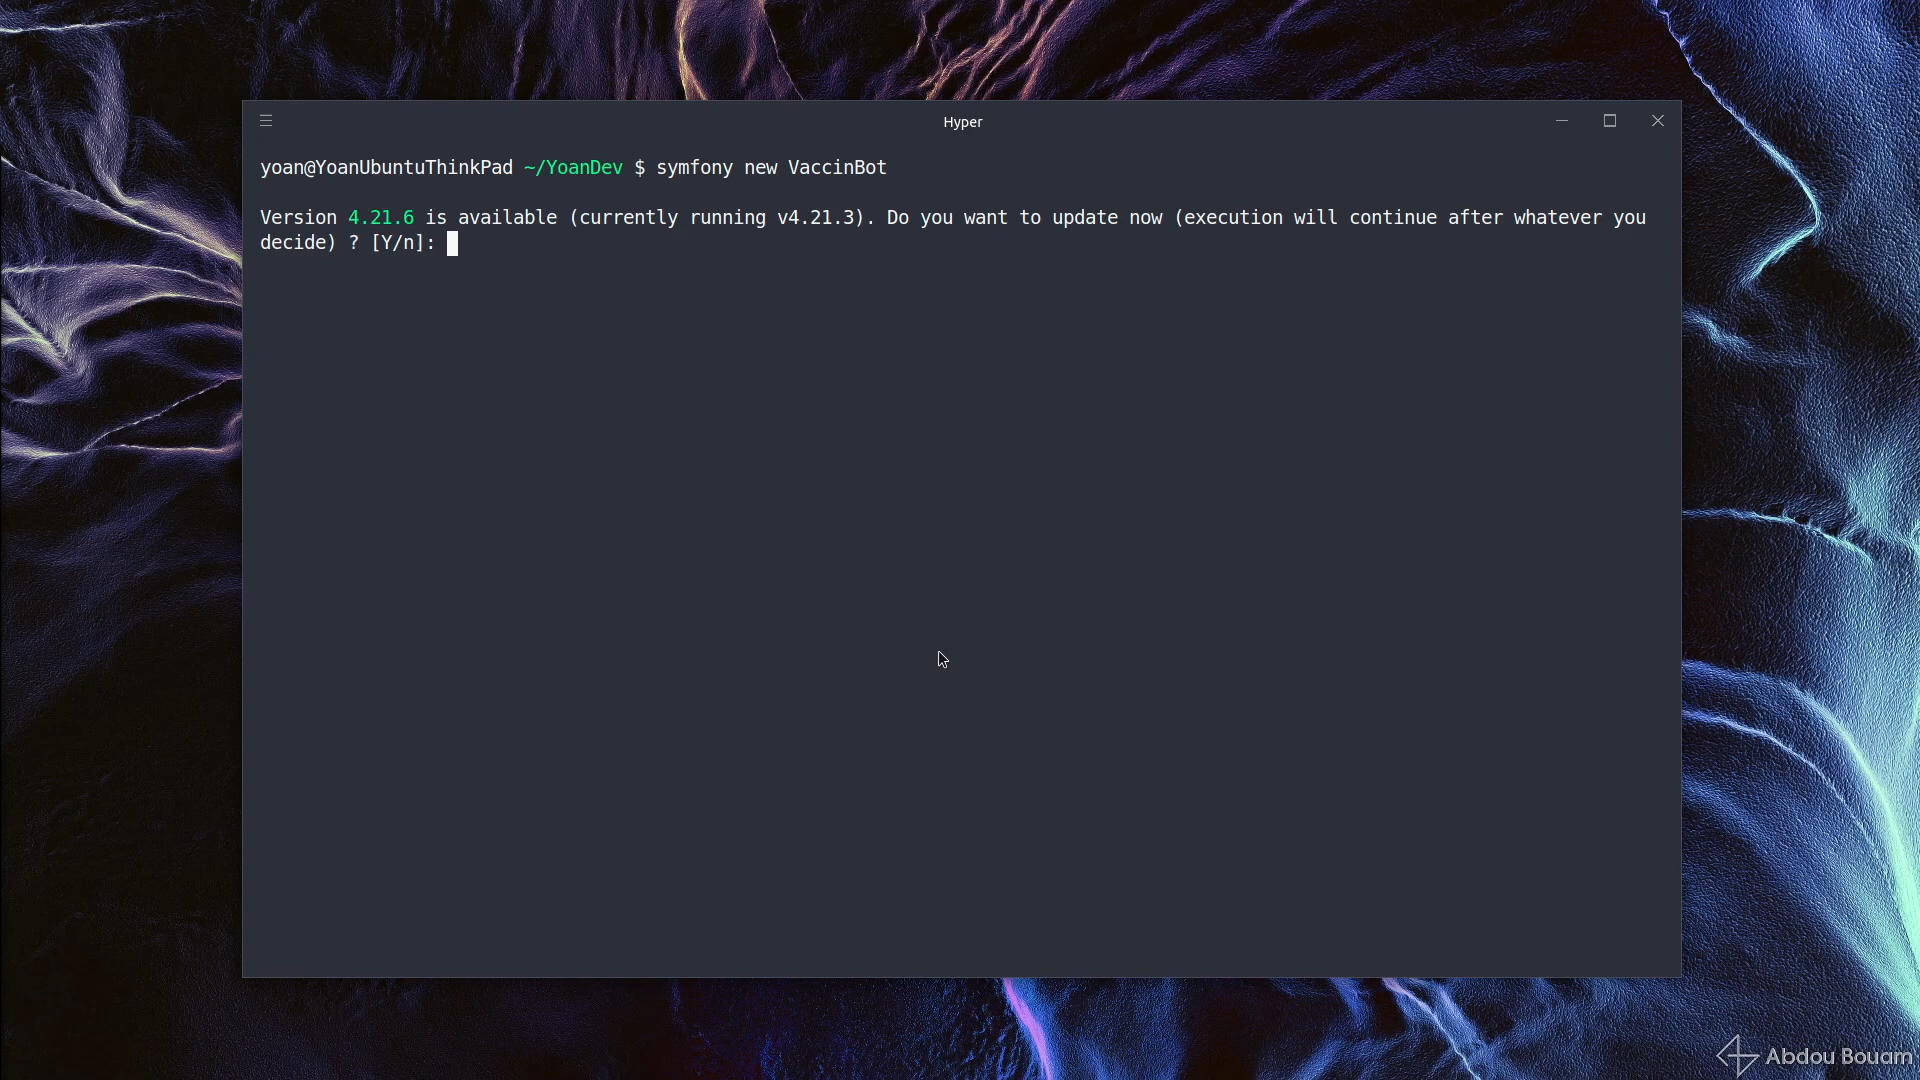 Hyper
yoan@YoanUbuntuThinkPad ~/YoanDev $ symfony new VaccinBot
Version 4.21.6 is available (currently running v4.21.3). Do you want to update now (execution will continue after whatever you
decide) ? [Y/n]:
Abdou Bouam